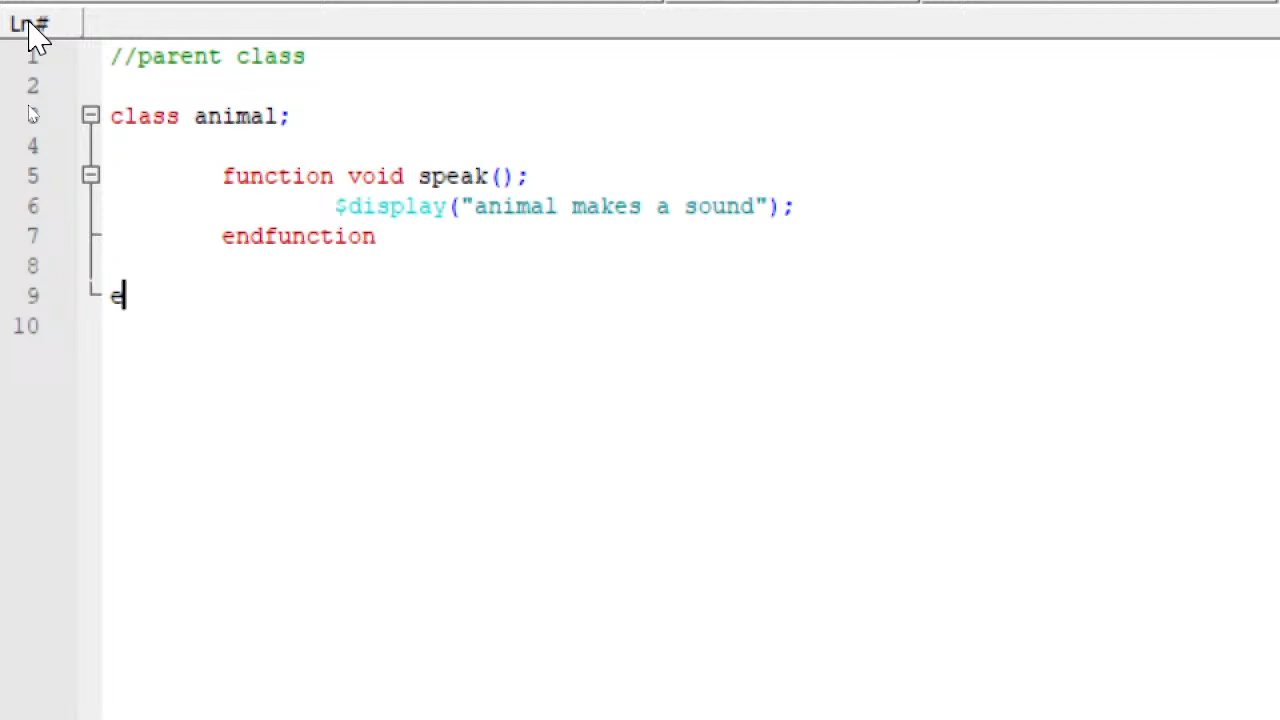 Ln#
1 //parent class
2
3 class animal;
4
5 function void speak();
6 $display("animal makes a sound");
7 endfunction
8
9 e
10